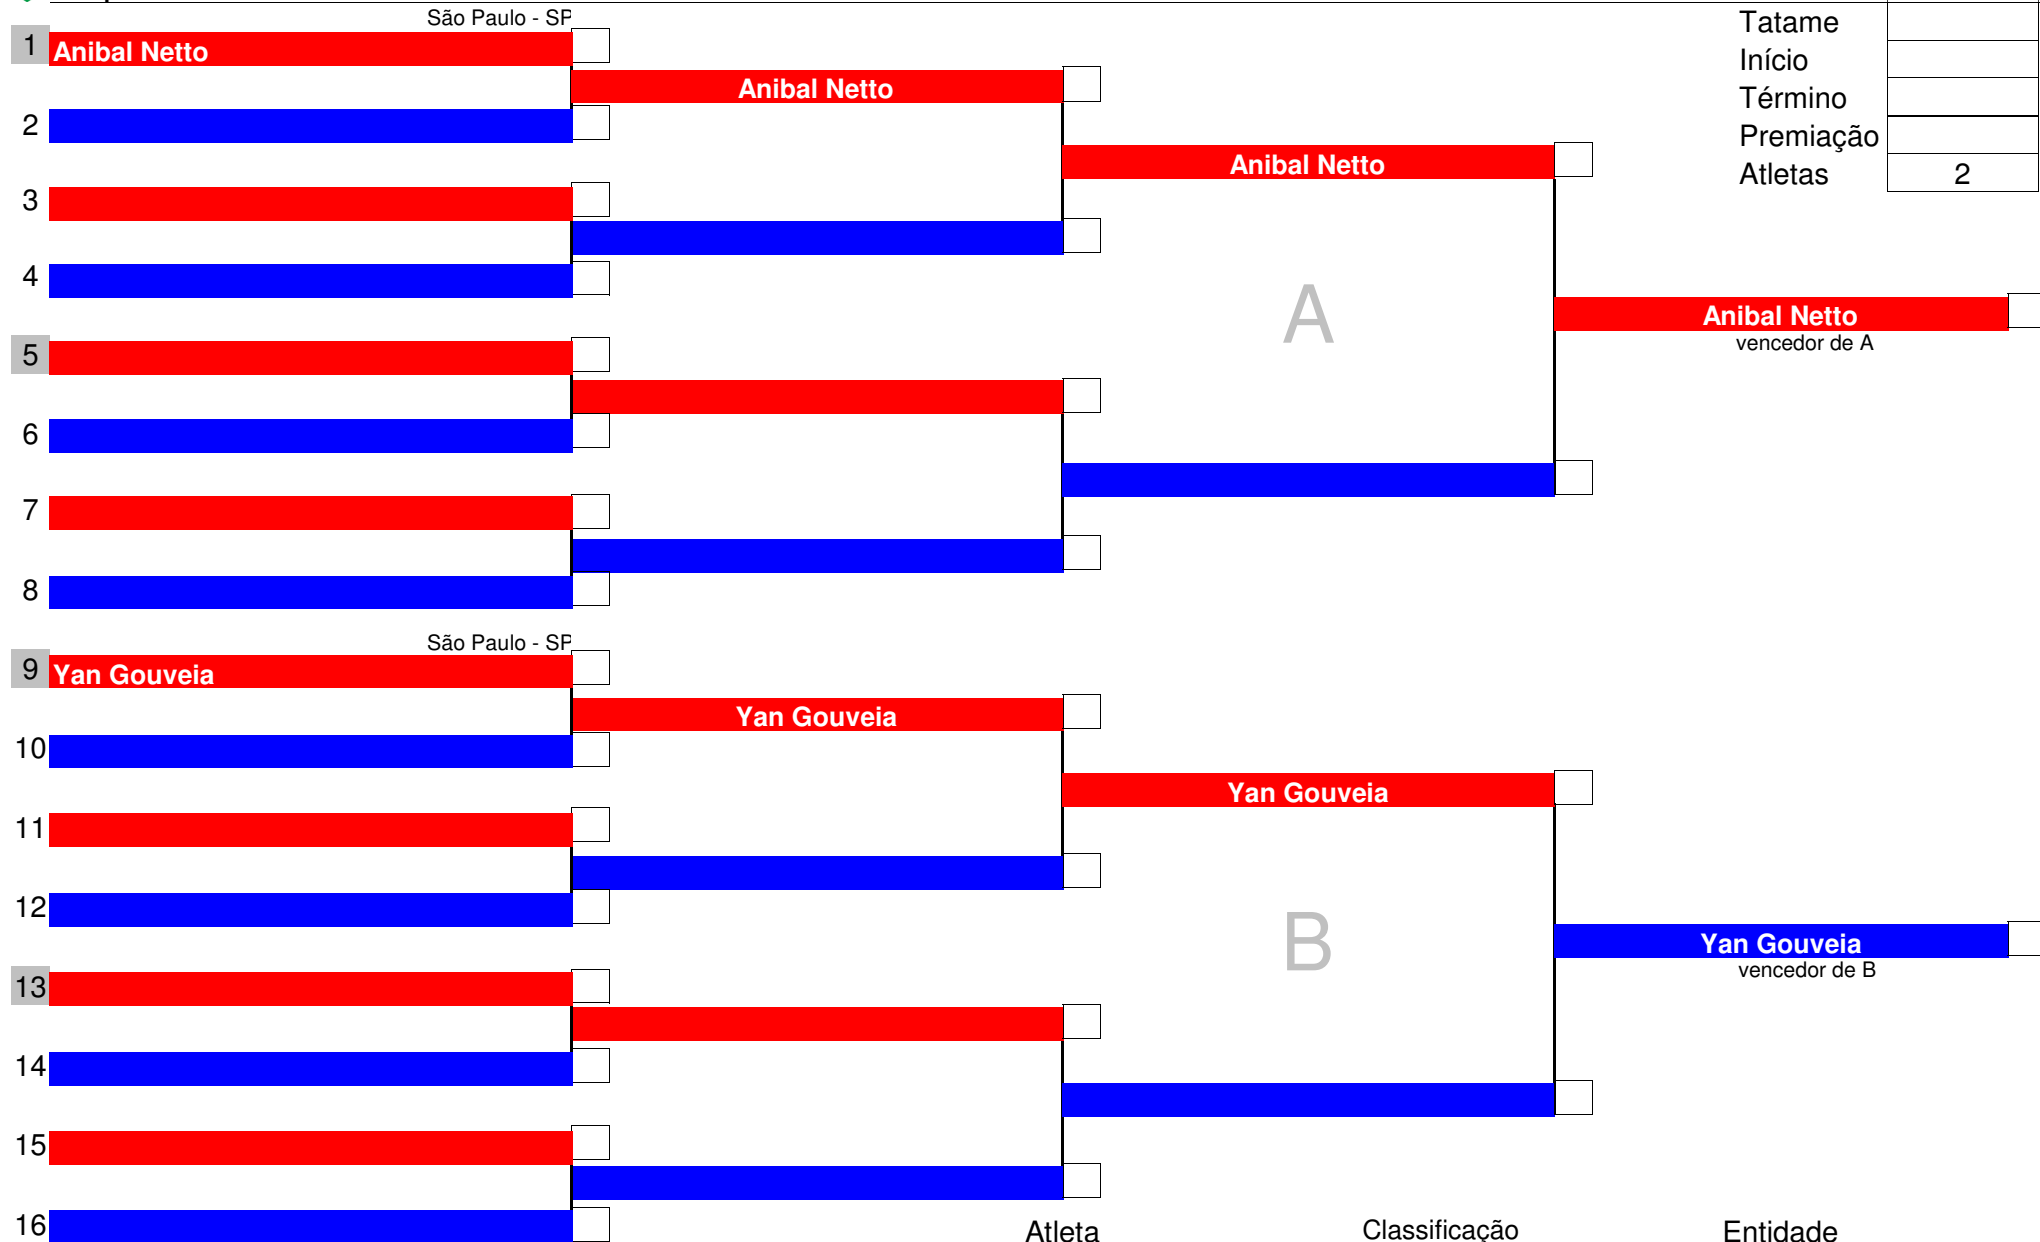 São Paulo - SP
1 Anibal Netto
Anibal Netto
2
Anibal Netto
3
4
A
Anibal Netto
vencedor de A
5
6
7
8
São Paulo - SP
9 Yan Gouveia
Yan Gouveia
10
Yan Gouveia
11
12
B
Yan Gouveia
vencedor de B
13
14
15
16
Tatame
Início
Término
Premiação
Atletas 2
Atleta Classificação Entidade